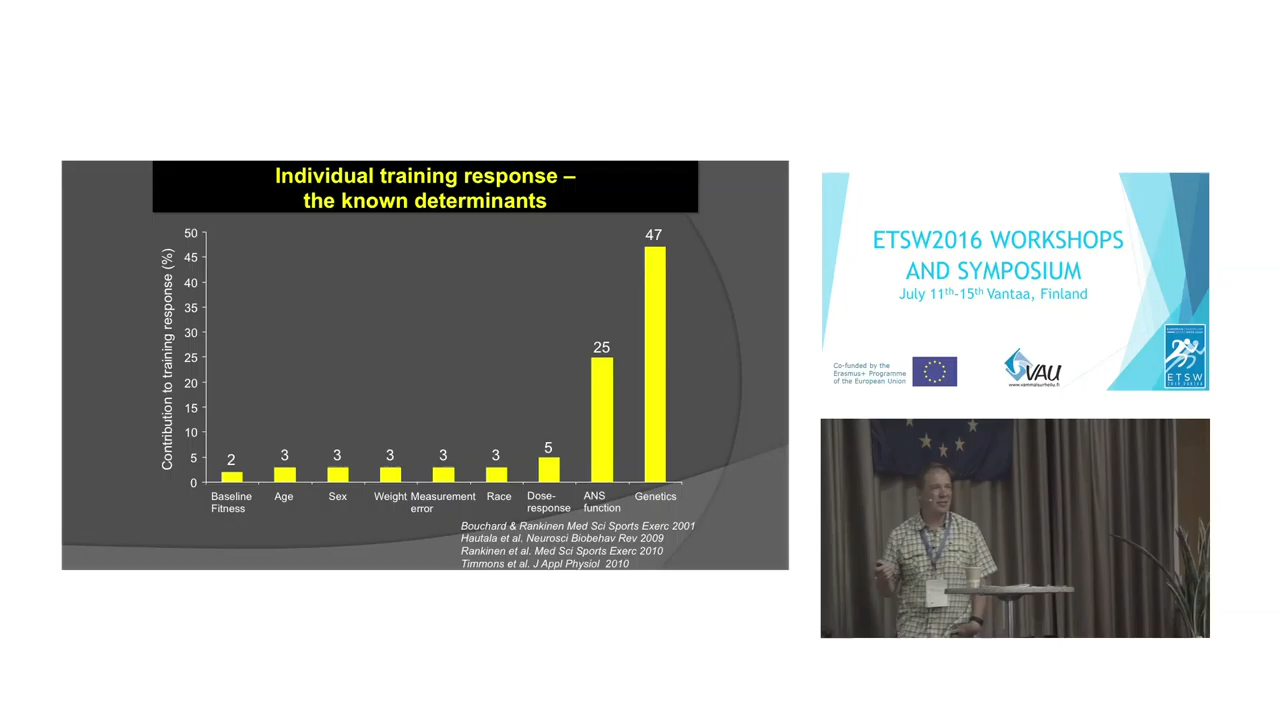 Individual training response –
the known determinants
Contribution to training response (%)
50
45
40
35
30
25
20
15
10
5
0
2
3
3
3
3
3
5
25
47
Baseline
Fitness
Age
Sex
Weight
Measurement
error
Race
Dose-
response
ANS
function
Genetics
Bouchard & Rankinen Med Sci Sports Exerc 2001
Hautala et al. Neurosci Biobehav Rev 2009
Rankinen et al. Med Sci Sports Exerc 2010
Timmons et al. J Appl Physiol 2010
ETSW2016 WORKSHOPS
AND SYMPOSIUM
July 11th-15th Vantaa, Finland
Co-funded by the
Erasmus+ Programme
of the European Union
VAU
www.vammaisurheilu.fi
ETSW